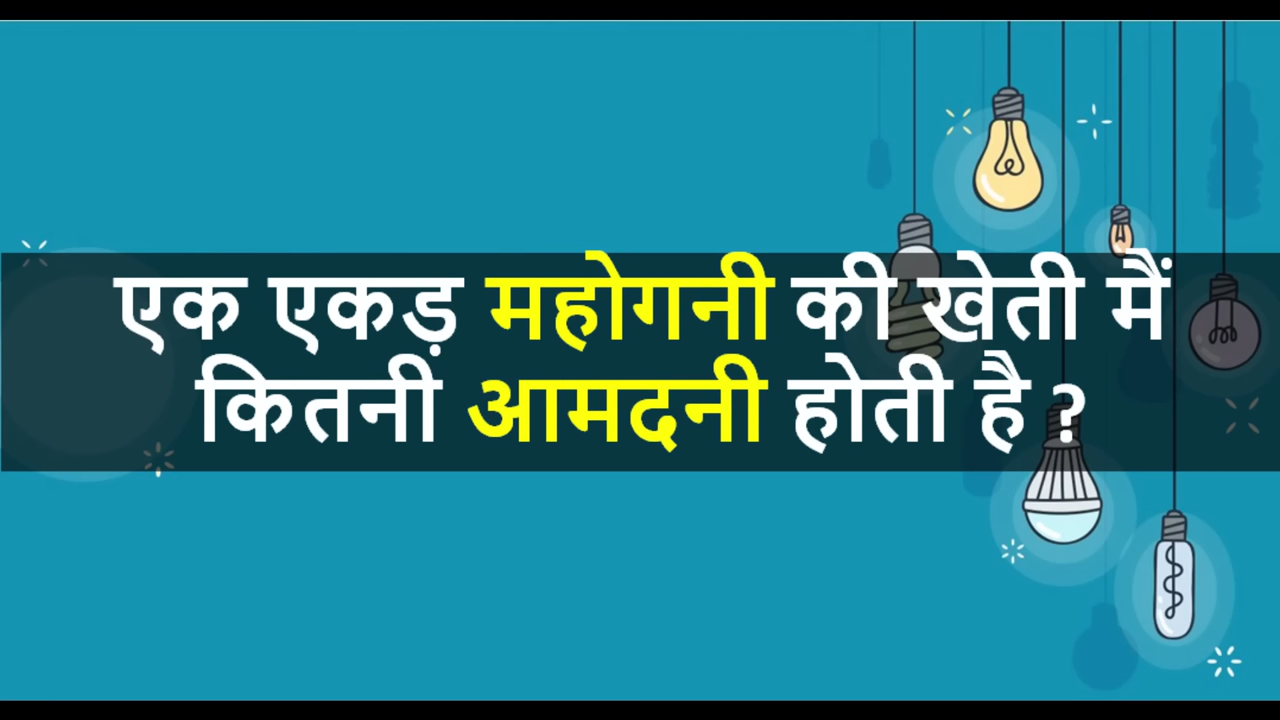 एक एकड़ महोगनी की खेती मैं
कितनी आमदनी होती है ?